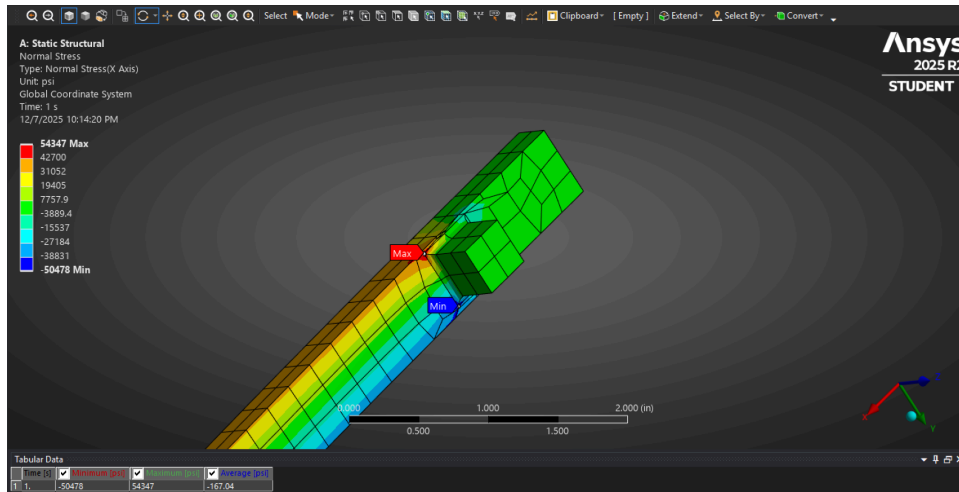 Select Mode Clipboard [ Empty ] Extend Select By Convert
A: Static Structural
Normal Stress
Type: Normal Stress(X Axis)
Unit: psi
Global Coordinate System
Time: 1 s
12/7/2025 10:14:20 PM
Ansys
2025 R2
STUDENT
54347 Max
42700
31052
19405
7757.9
-3889.4
-15537
-27184
-38831
-50478 Min
Max
Min
0.000 1.000 2.000 (in)
0.500 1.500
X
Y
Tabular Data
Time [s] Minimum [psi] Maximum [psi] Average [psi]
1 1. -50478 54347 -167.04